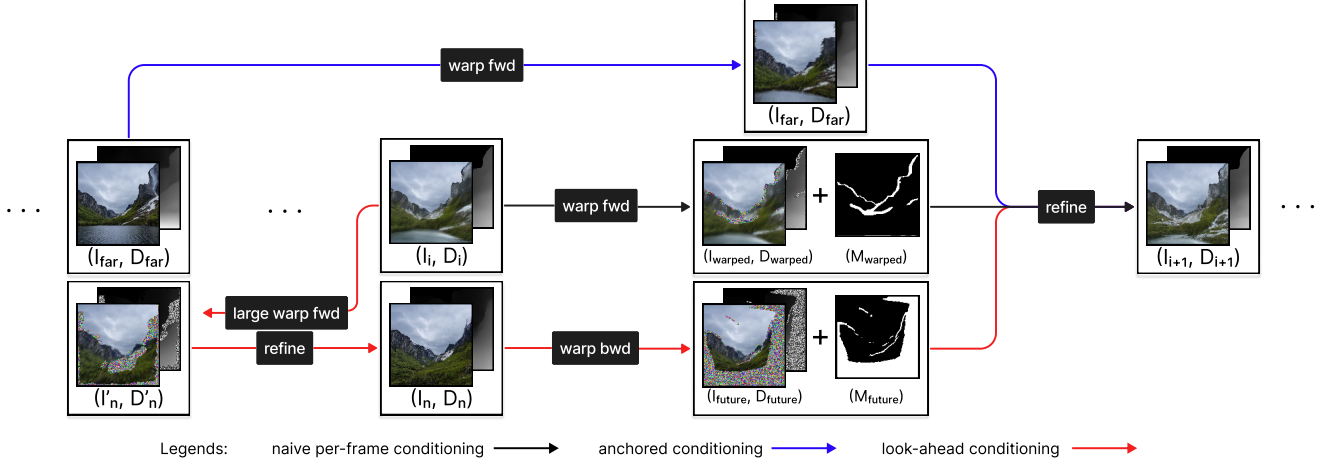 warp fwd
(I_far, D_far)
. . .
(I_far, D_far)
. . .
(I_i, D_i)
warp fwd
(I_warped, D_warped)
+
(M_warped)
refine
(I_i+1, D_i+1)
. . .
large warp fwd
refine
(I'_n, D'_n)
(I_n, D_n)
warp bwd
(I_future, D_future)
+
(M_future)
Legends: naive per-frame conditioning anchored conditioning look-ahead conditioning